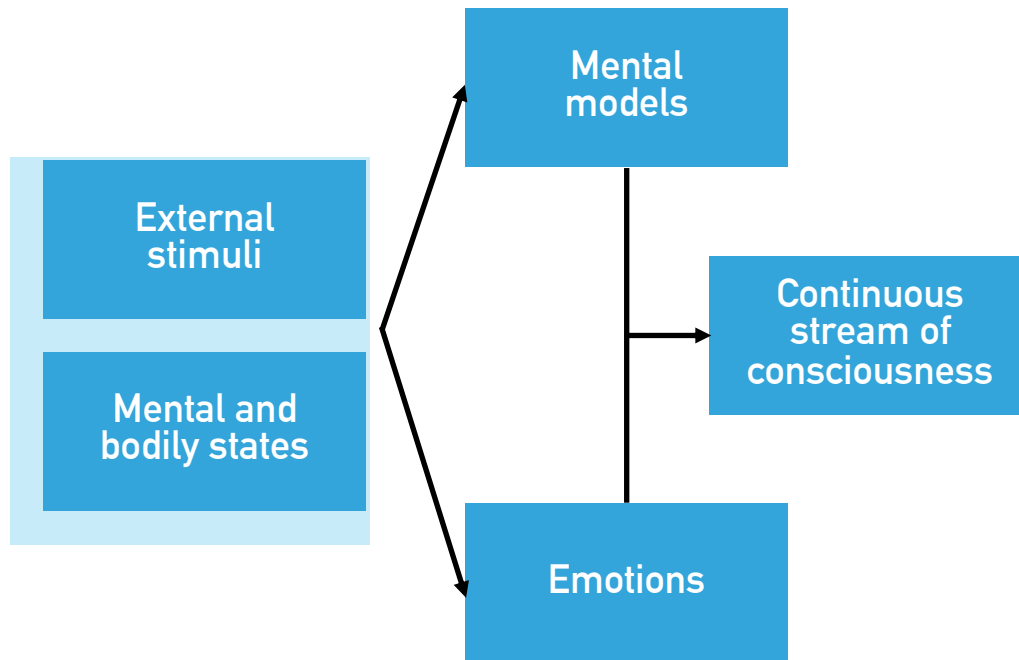 External
stimuli
Mental and
bodily states
Mental
models
Emotions
Continuous
stream of
consciousness